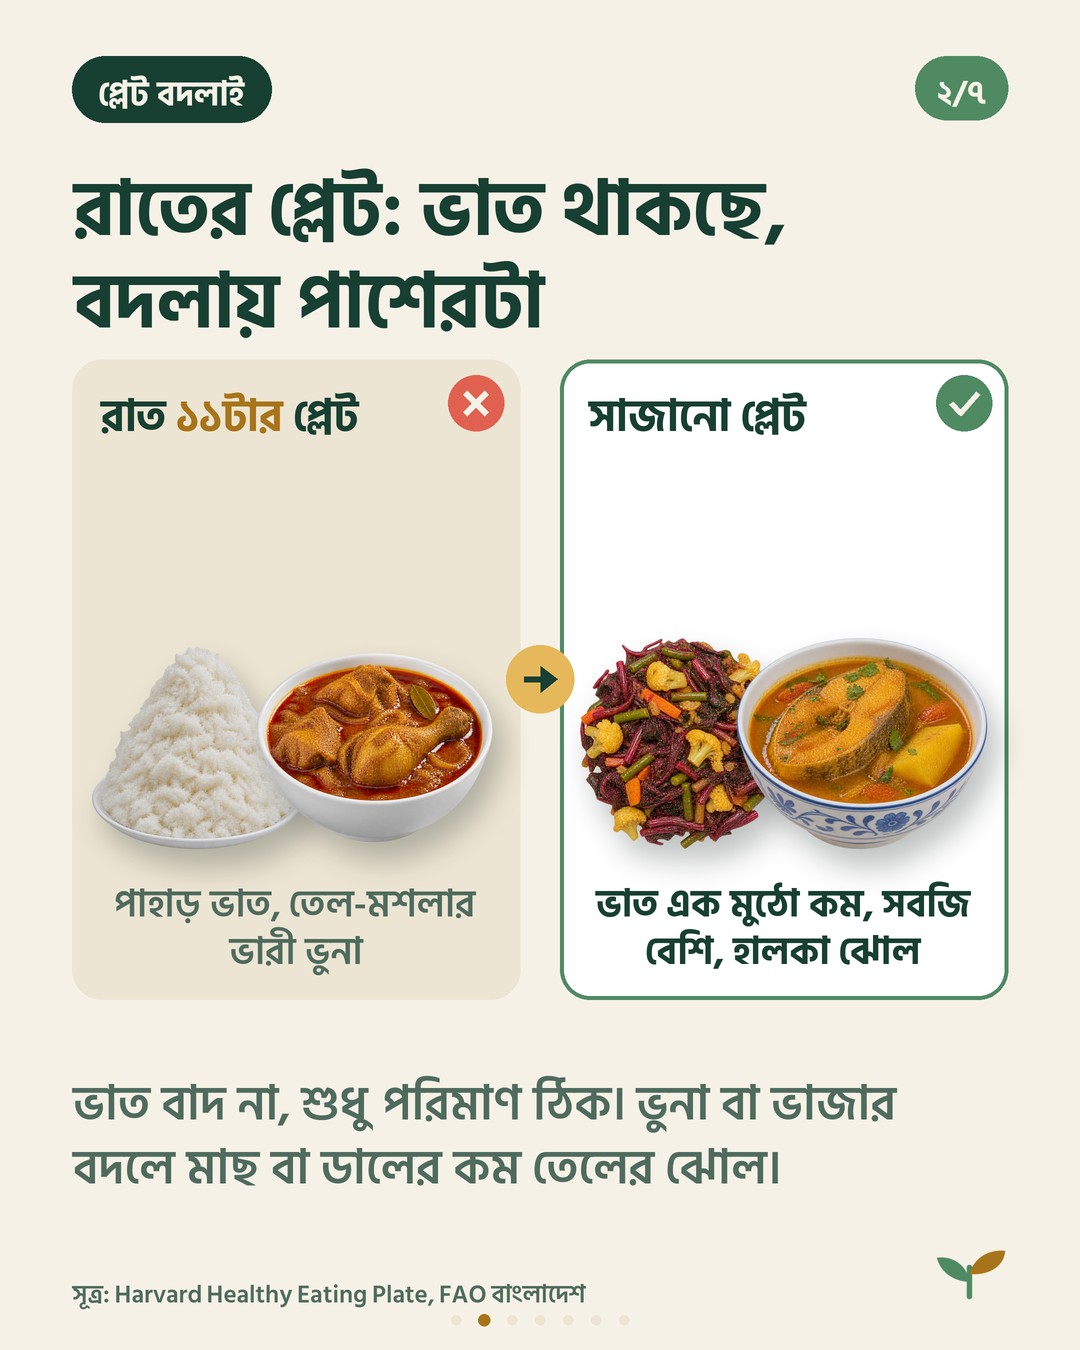 প্লেট বদলাই
২/৭
রাতের প্লেট: ভাত থাকছে,
বদলায় পাশেরটা
রাত ১১টার প্লেট
সাজানো প্লেট
পাহাড় ভাত, তেল-মশলার
ভারী ভুনা
ভাত এক মুঠো কম, সবজি
বেশি, হালকা ঝোল
ভাত বাদ না, শুধু পরিমাণ ঠিক। ভুনা বা ভাজার
বদলে মাছ বা ডালের কম তেলের ঝোল।
সূত্র: Harvard Healthy Eating Plate, FAO বাংলাদেশ